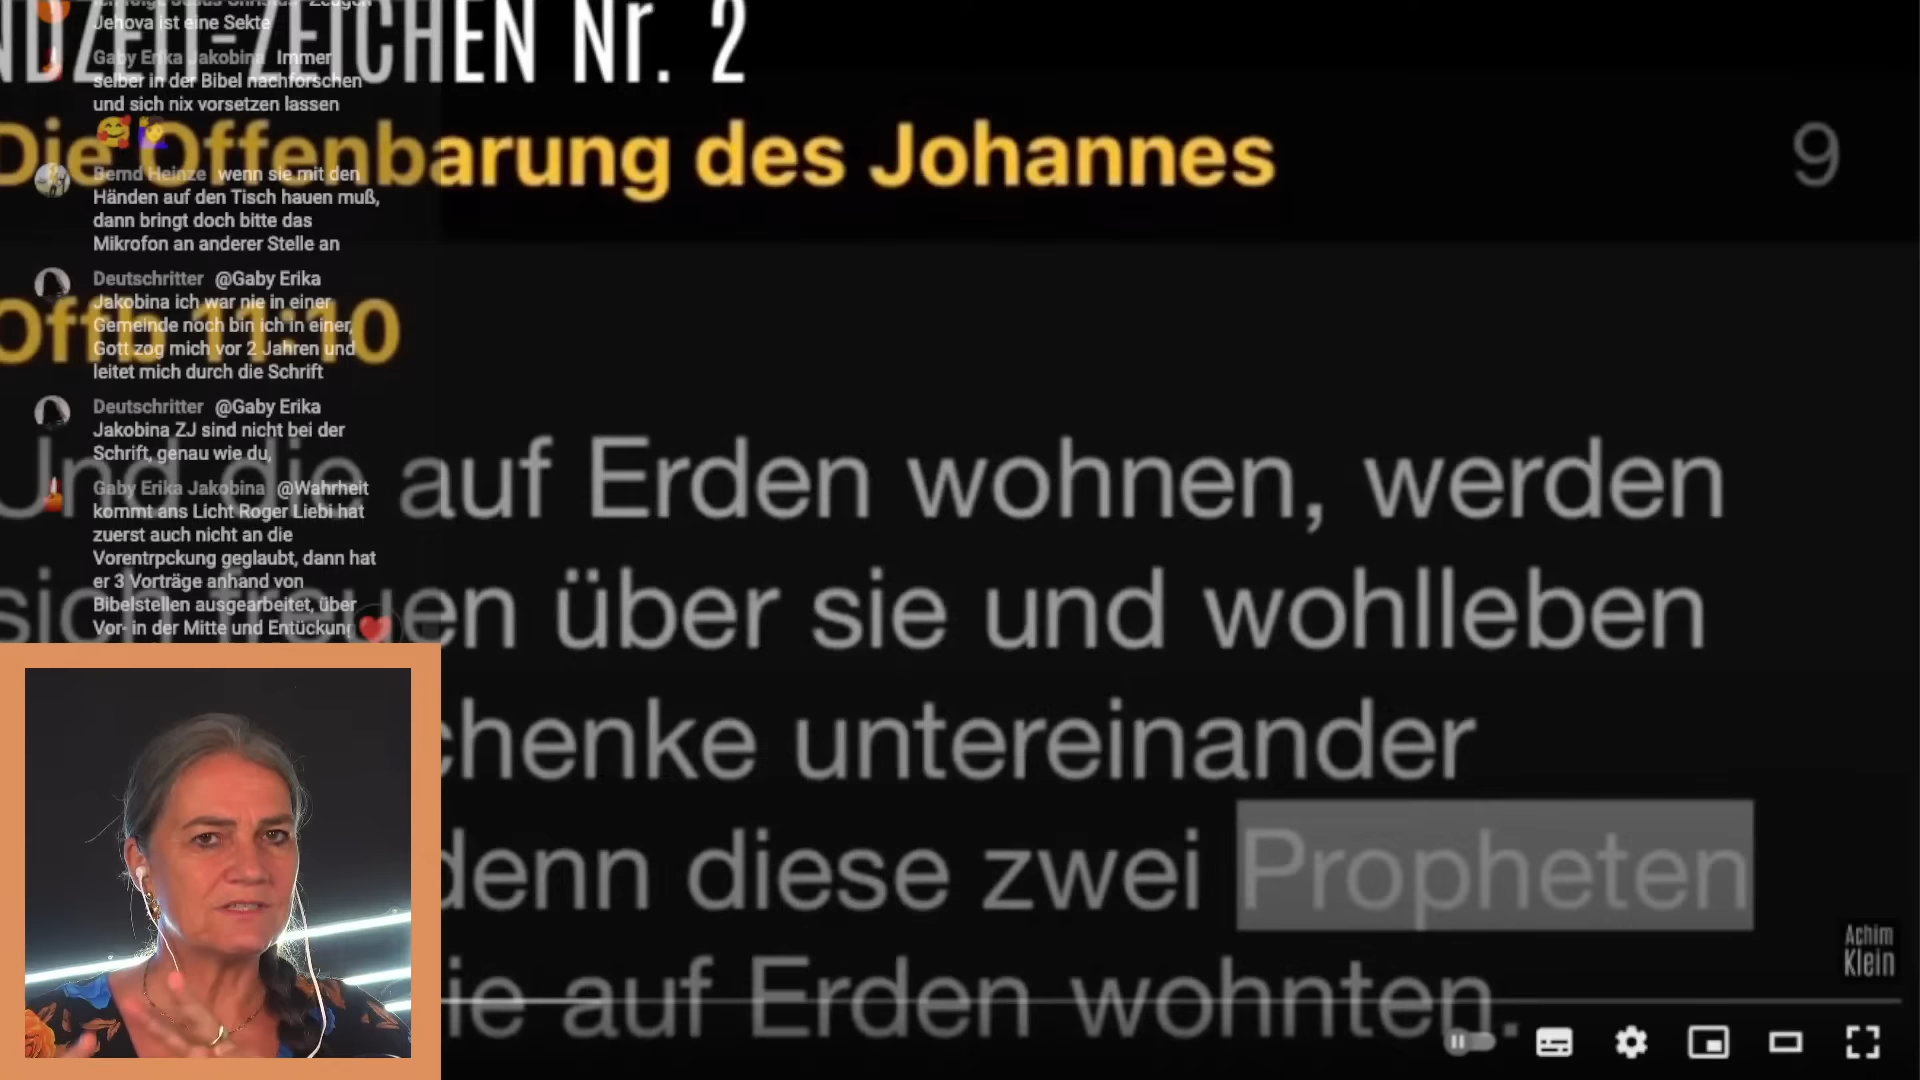 NDZEIT-ZEICHEN Nr. 2
Die Offenbarung des Johannes
9
Offb 11:10
Und die auf Erden wohnen, werden
sich freuen über sie und wohlleben
chenke untereinander
denn diese zwei Propheten
ie auf Erden wohnten.
Jehova ist eine Sekte
Gaby Erika Jakobina Immer
selber in der Bibel nachforschen
und sich nix vorsetzen lassen
Bernd Heinze wenn sie mit den
Händen auf den Tisch hauen muß,
dann bringt doch bitte das
Mikrofon an anderer Stelle an
Deutschritter @Gaby Erika
Jakobina ich war nie in einer
Gemeinde noch bin ich in einer,
Gott zog mich vor 2 Jahren und
leitet mich durch die Schrift
Deutschritter @Gaby Erika
Jakobina ZJ sind nicht bei der
Schrift, genau wie du,
Gaby Erika Jakobina @Wahrheit
kommt ans Licht Roger Liebi hat
zuerst auch nicht an die
Vorentrpckung geglaubt, dann hat
er 3 Vorträge anhand von
Bibelstellen ausgearbeitet, über
Vor- in der Mitte und Entückung
Achim
Klein